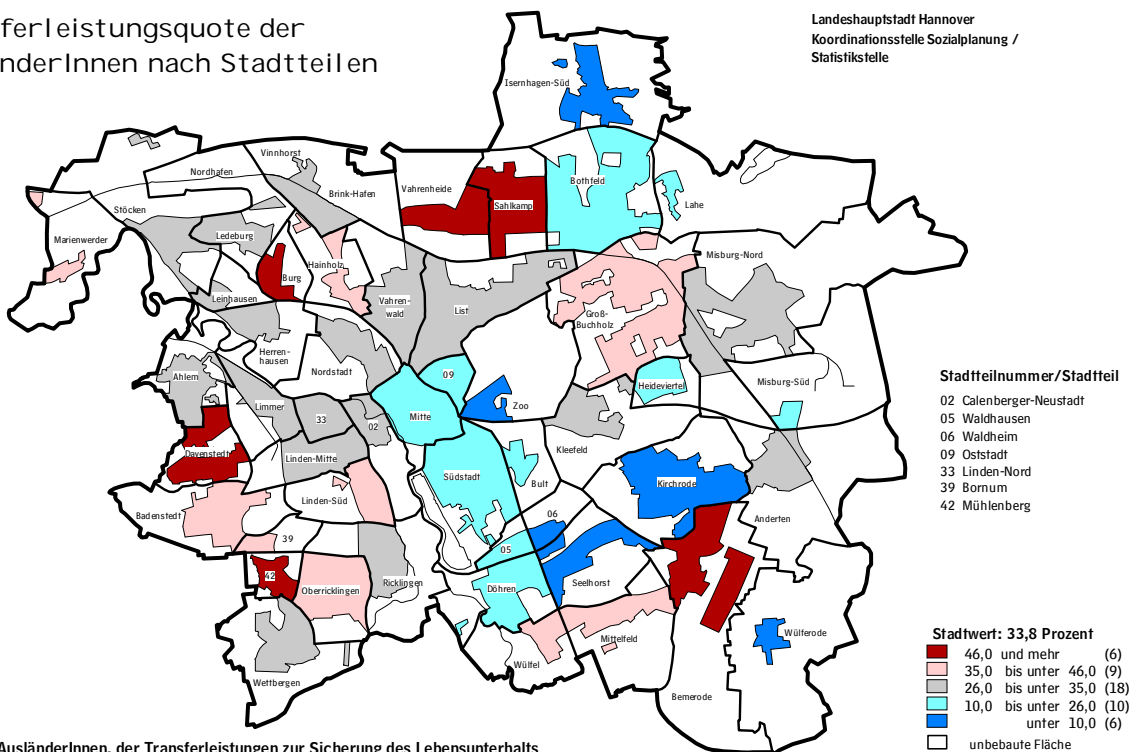 ferleistungsquote der
nderInnen nach Stadtteilen
Landeshauptstadt Hannover
Koordinationsstelle Sozialplanung /
Statistikstelle
Isernhagen-Süd
Vinnhorst
Nordhafen
Brink-Hafen
Vahrenheide
Sahlkamp
Bothfeld
Lahe
Stöcken
Marienwerder
Ledeburg
Burg
Hainholz
Misburg-Nord
Leinhausen
Vahren-
wald
List
Groß-
Buchholz
Herren-
hausen
Nordstadt
Ahlem
09
Zoo
Heideviertel
Misburg-Süd
Limmer
33
02
Mitte
Davenstedt
Linden-Mitte
Kleefeld
Südstadt
Bult
Kirchrode
Badenstedt
Linden-Süd
06
Anderten
39
05
42
Oberricklingen
Ricklingen
Döhren
Seelhorst
Mittelfeld
Wülferode
Wülfel
Wettbergen
Bemerode
Stadtteilnummer/Stadtteil
02 Calenberger-Neustadt
05 Waldhausen
06 Waldheim
09 Oststadt
33 Linden-Nord
39 Bornum
42 Mühlenberg
Stadtwert: 33,8 Prozent
46,0 und mehr (6)
35,0 bis unter 46,0 (9)
26,0 bis unter 35,0 (18)
10,0 bis unter 26,0 (10)
unter 10,0 (6)
unbebaute Fläche
AusländerInnen, der Transferleistungen zur Sicherung des Lebensunterhalts